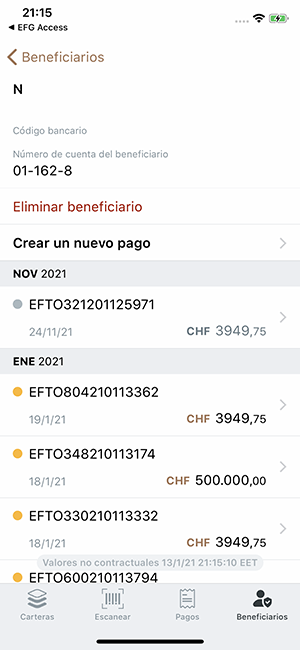 21:15
◀ EFG Access
Beneficiarios
N
Código bancario
Número de cuenta del beneficiario
01-162-8
Eliminar beneficiario
Crear un nuevo pago
NOV 2021
EFTO321201125971
24/11/21 CHF 3949,75
ENE 2021
EFTO804210113362
19/1/21 CHF 3949,75
EFTO348210113174
18/1/21 CHF 500.000,00
EFTO330210113332
18/1/21 CHF 3949,75
Valores no contractuales 13/1/21 21:15:10 EET
EFTO600210113794
Carteras Escanear Pagos Beneficiarios